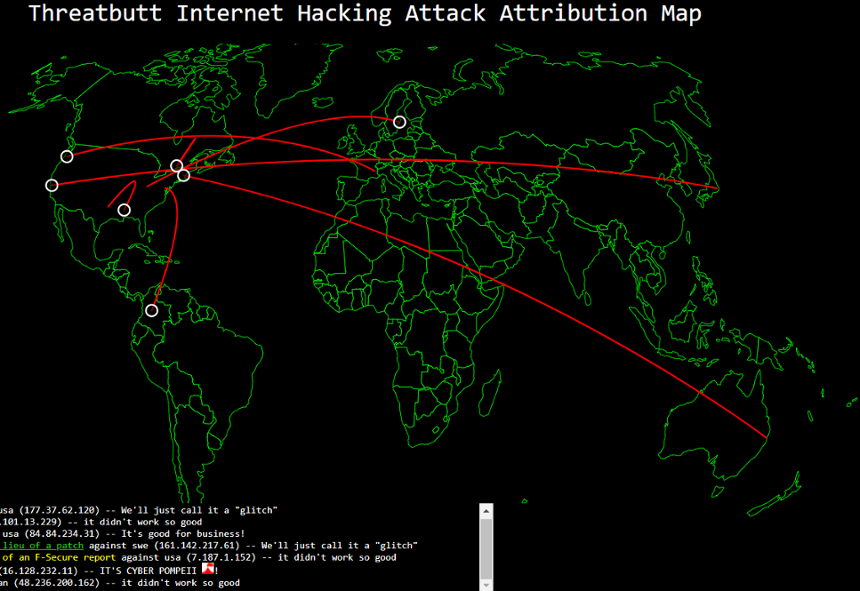 Threatbutt Internet Hacking Attack Attribution Map
usa (177.37.62.120) -- We'll just call it a "glitch"
.101.13.229) -- it didn't work so good
usa (84.84.234.31) -- It's good for business!
lieu of a patch against swe (161.142.217.61) -- We'll just call it a "glitch"
of an F-Secure report against usa (7.187.1.152) -- it didn't work so good
(16.128.232.11) -- IT'S CYBER POMPEII !
an (48.236.200.162) -- it didn't work so good